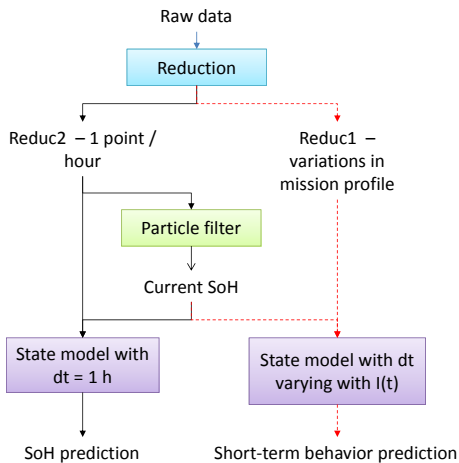 Raw data
Reduction
Reduc2 – 1 point /
hour
Reduc1 –
variations in
mission profile
Particle filter
Current SoH
State model with
dt = 1 h
State model with dt
varying with I(t)
SoH prediction
Short-term behavior prediction